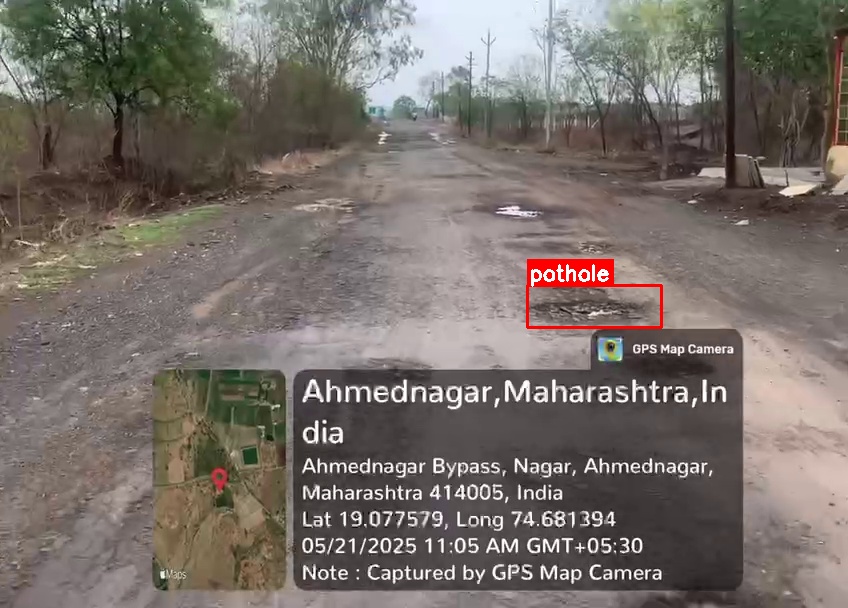 pothole
GPS Map Camera
Ahmednagar,Maharashtra,In
dia
Ahmednagar Bypass, Nagar, Ahmednagar,
Maharashtra 414005, India
Lat 19.077579, Long 74.681394
05/21/2025 11:05 AM GMT+05:30
Note : Captured by GPS Map Camera
Maps